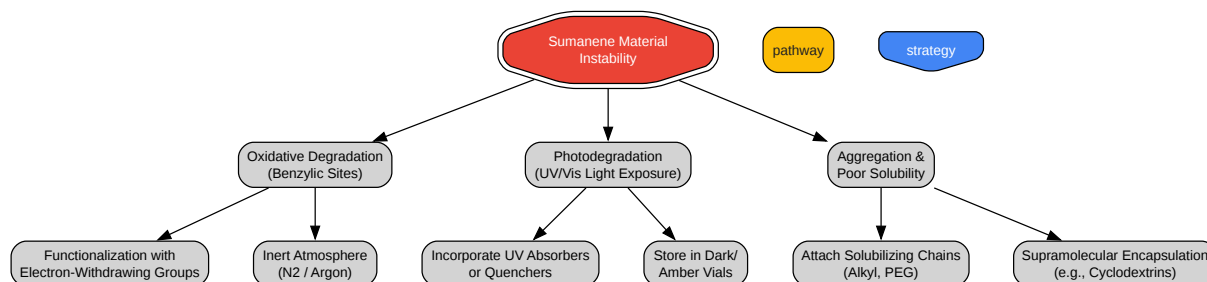 Sumanene Material
Instability
pathway
strategy
Oxidative Degradation
(Benzylic Sites)
Photodegradation
(UV/Vis Light Exposure)
Aggregation &
Poor Solubility
Functionalization with
Electron-Withdrawing Groups
Inert Atmosphere
(N2 / Argon)
Incorporate UV Absorbers
or Quenchers
Store in Dark/
Amber Vials
Attach Solubilizing Chains
(Alkyl, PEG)
Supramolecular Encapsulation
(e.g., Cyclodextrins)